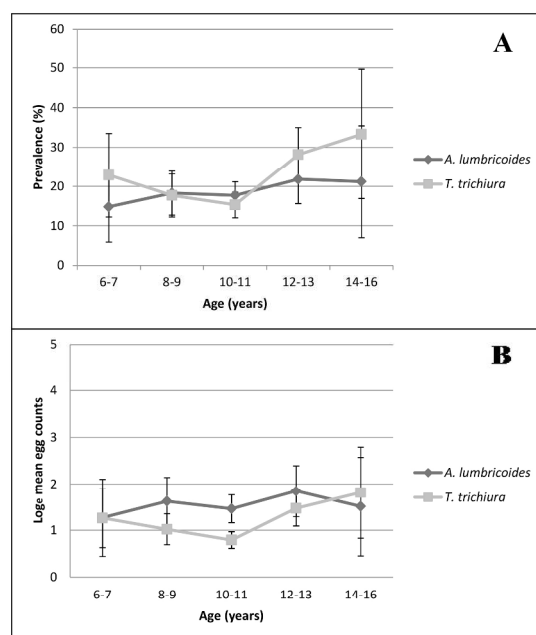 A
60
50
40
30
20
10
0
Prevalence (%)
6-7 8-9 10-11 12-13 14-16
Age (years)
A. lumbricoides
T. trichiura
B
5
4
3
2
1
0
Loge mean egg counts
6-7 8-9 10-11 12-13 14-16
Age (years)
A. lumbricoides
T. trichiura